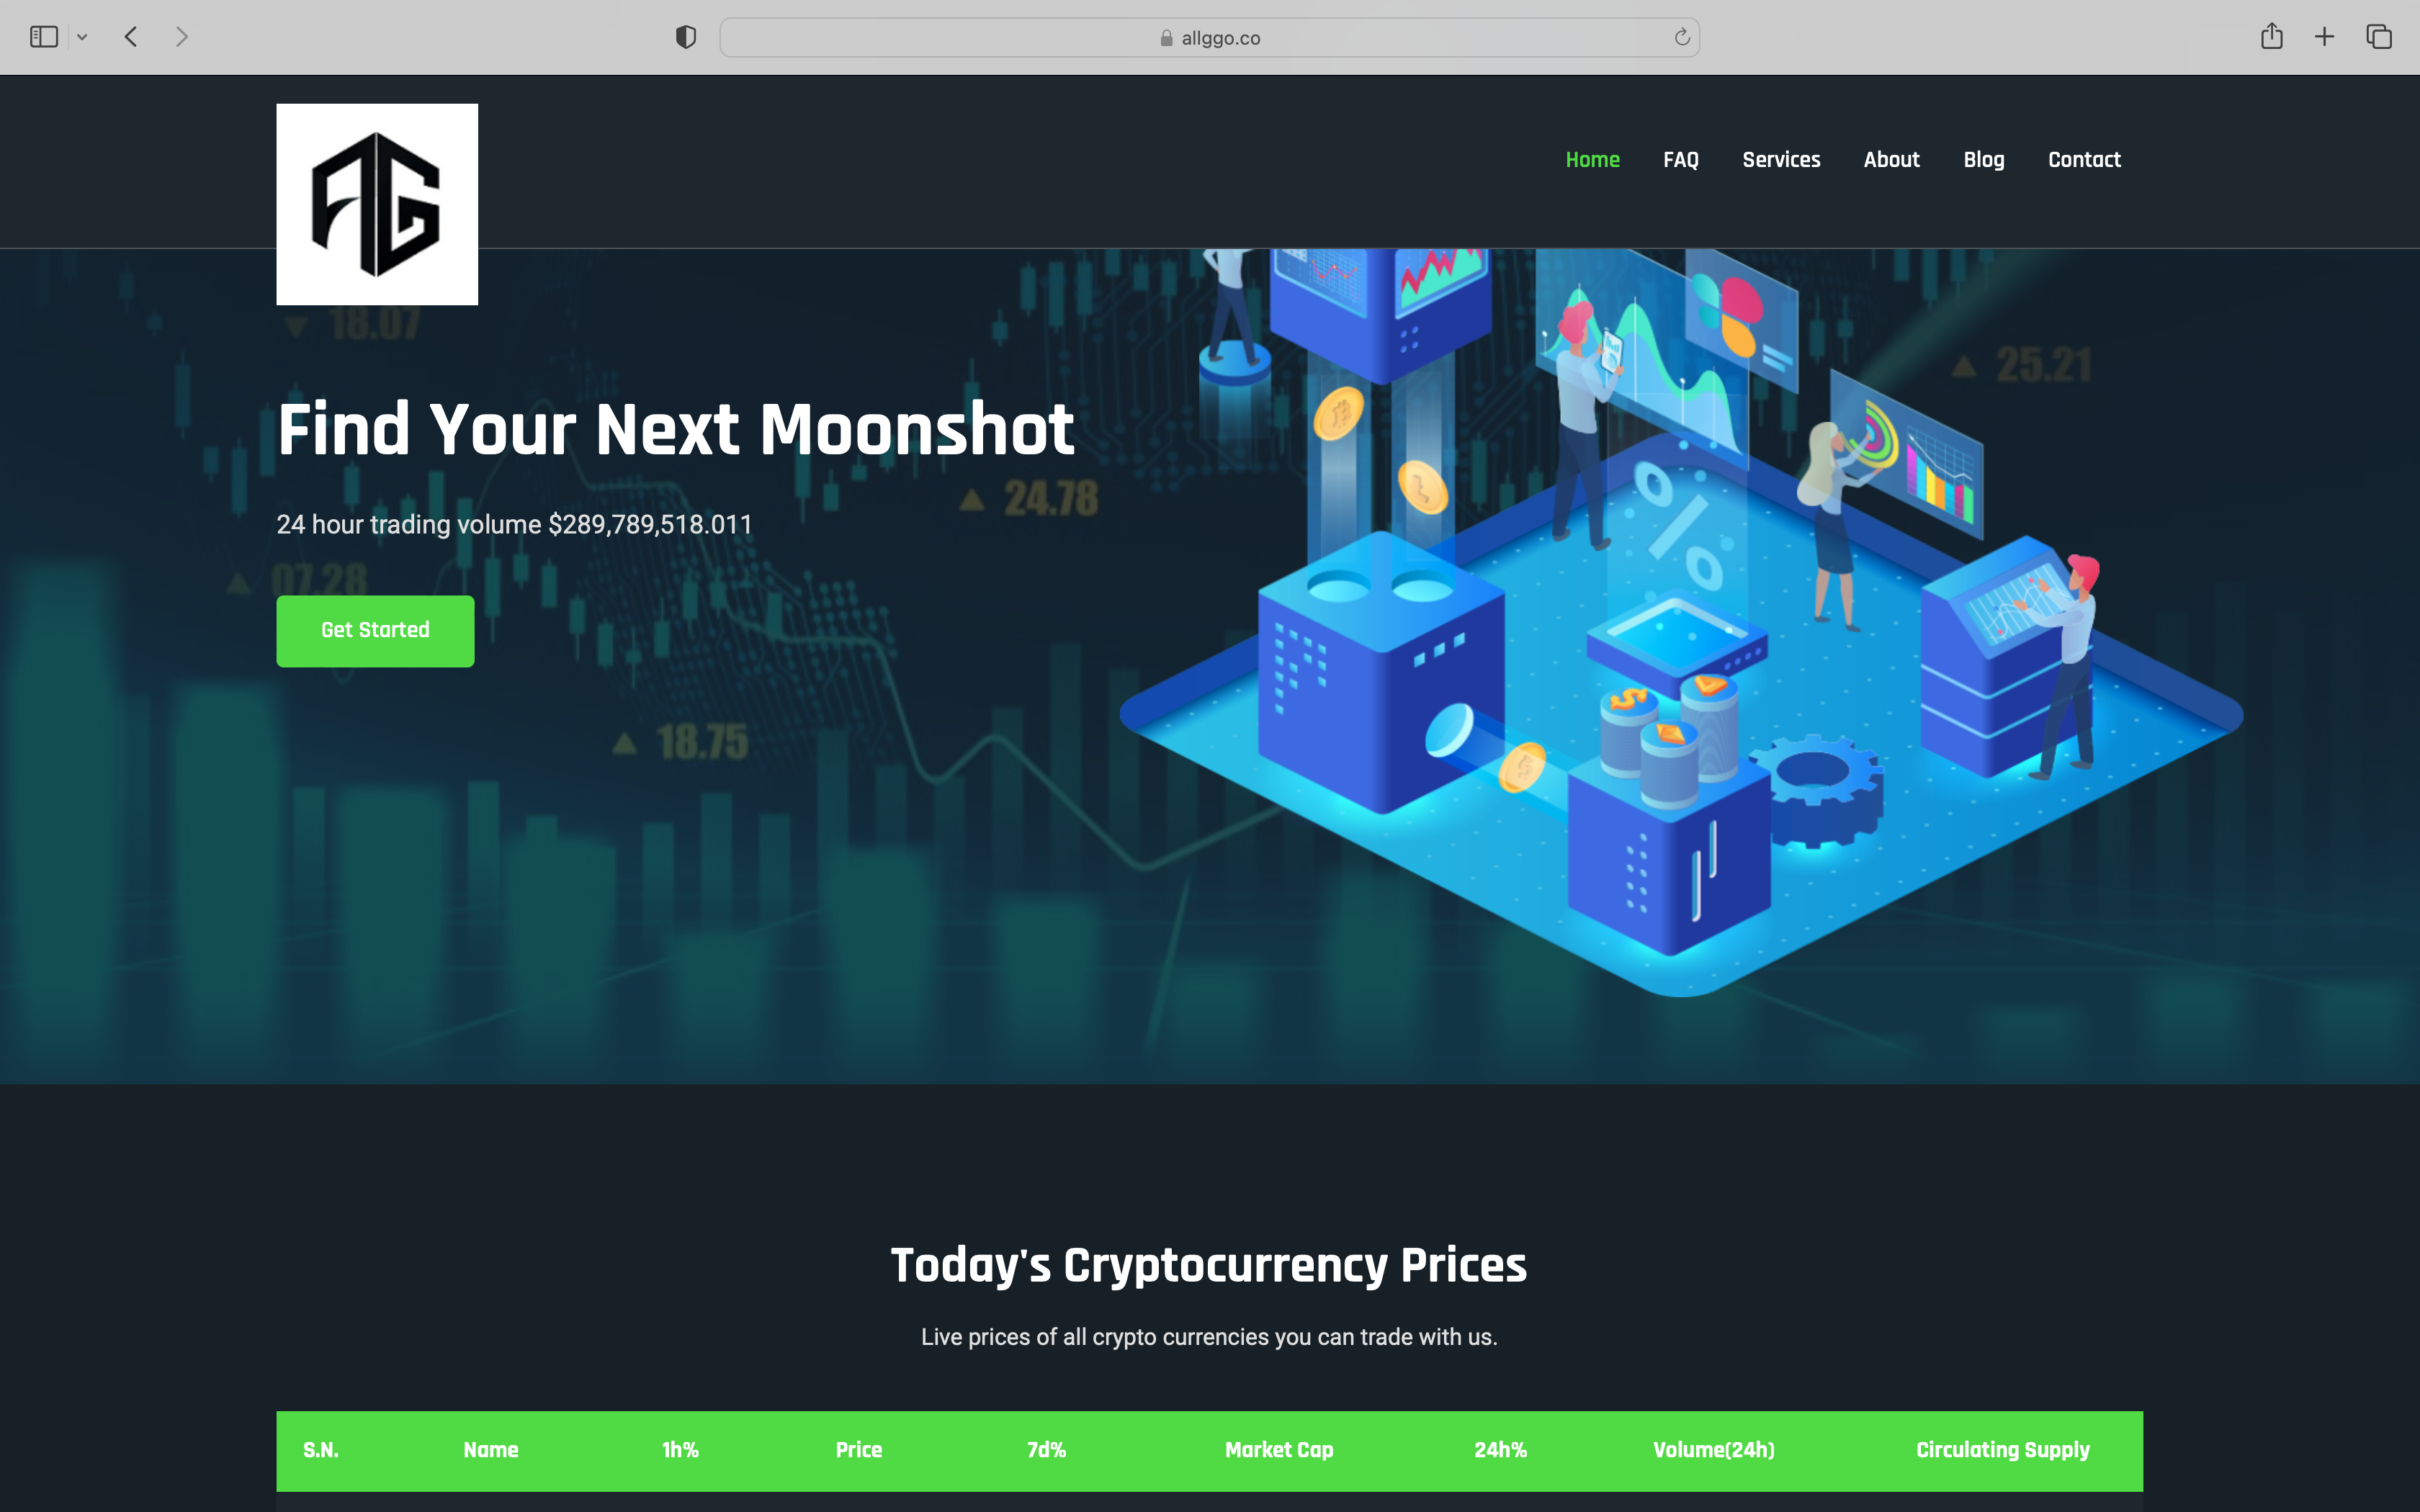 allggo.co
AG
Home FAQ Services About Blog Contact
18.07
25.21
Find Your Next Moonshot
24.78
24 hour trading volume $289,789,518.011
07.28
Get Started
18.75
Today's Cryptocurrency Prices
Live prices of all crypto currencies you can trade with us.
S.N. Name 1h% Price 7d% Market Cap 24h% Volume(24h) Circulating Supply